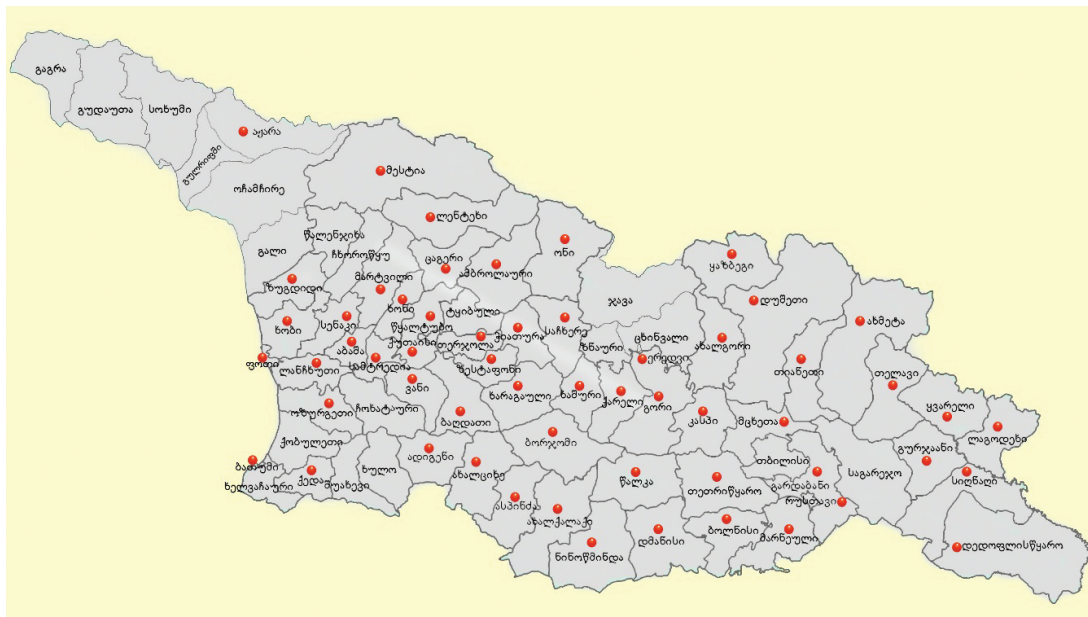 გაგრა
გუდაუთა
სოხუმი
აჟარა
გულრიფში
ოჩამჩირე
მესტია
ლენტეხი
წალენჯიხა
გალი
ჩხოროწყუ
ცაგერი
ონი
ყაზბეგი
ამბროლაური
მარტვილი
ზუგდიდი
ჯავა
დუშეთი
ხონი
ტყიბული
ხობი
სენაკი
წყალტუბო
საჩხერე
ახმეტა
ჭიათურა
ცხინვალი
ახალგორი
აბაშა
ქუთაისი
თერჯოლა
ზნაური
ერედვი
ფოთი
ლანჩხუთი
სამტრედია
ზესტაფონი
თიანეთი
თელავი
ვანი
ხარაგაული
ხაშური
ქარელი
გორი
ოზურგეთი
ჩოხატაური
ყვარელი
ბაღდათი
კასპი
მცხეთა
ლაგოდეხი
ქობულეთი
ბორჯომი
ადიგენი
თბილისი
გურჯაანი
ბათუმი
ხულო
ახალციხე
საგარეჯო
ქედა
წალკა
სიღნაღი
ხელვაჩაური
შუახევი
თეთრიწყარო
გარდაბანი
რუსთავი
ასპინძა
ახალქალაქი
ბოლნისი
მარნეული
დმანისი
ნინოწმინდა
დედოფლისწყარო